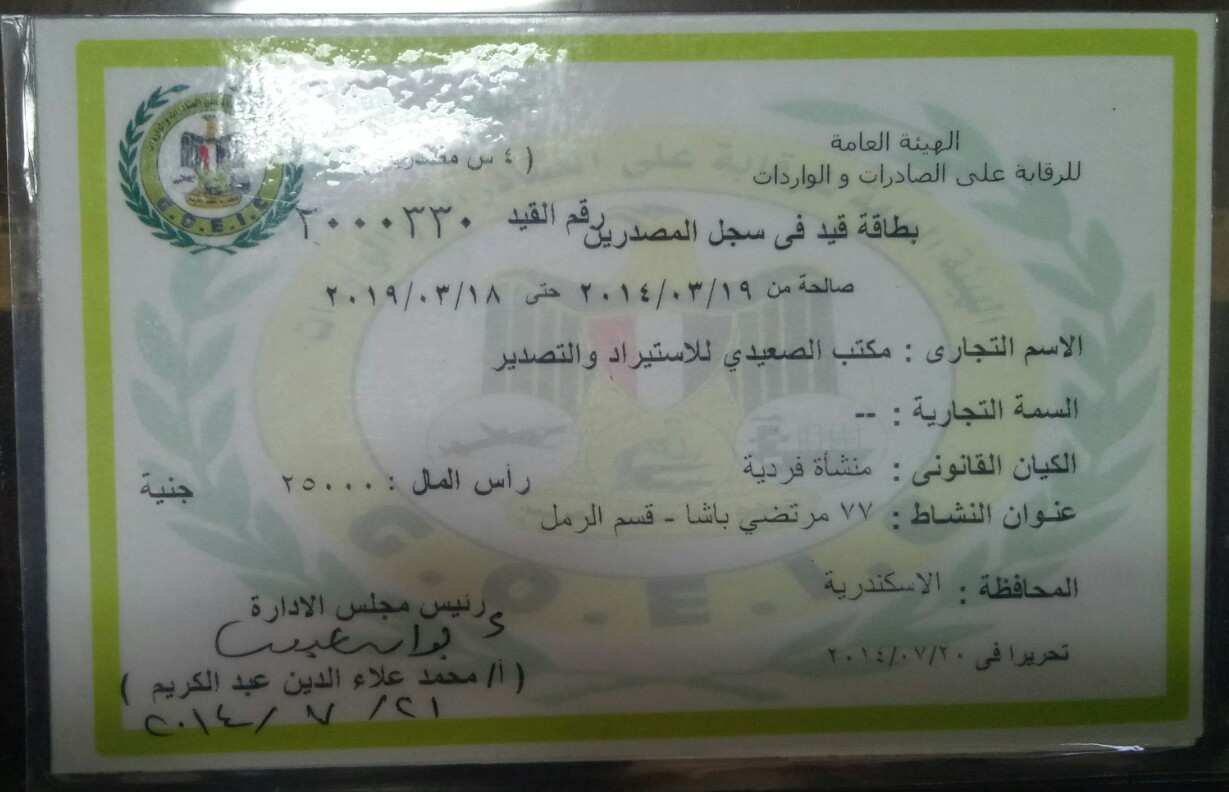 الهيئة العامة
للرقابة على الصادرات و الواردات
( ٤ س
بطاقة قيد فى سجل المصدرين رقم القيد ٣٠٠٠٣٣٠
صالحة من ٢٠١٤/٠٣/١٩ حتى ٢٠١٩/٠٣/١٨
الاسم التجارى : مكتب الصعيدي للاستيراد والتصدير
السمة التجارية : --
الكيان القانونى : منشأة فردية رأس المال : ٢٥٠٠٠ جنية
عنوان النشاط : ٧٧ مرتضي باشا - قسم الرمل
المحافظة : الاسكندرية
تحريرا فى ٢٠١٤/٠٧/٢٠
رئيس مجلس الادارة
( أ/ محمد علاء الدين عبد الكريم )
٢٠١٤/ ٧ /٢١
G.O.E.I.C